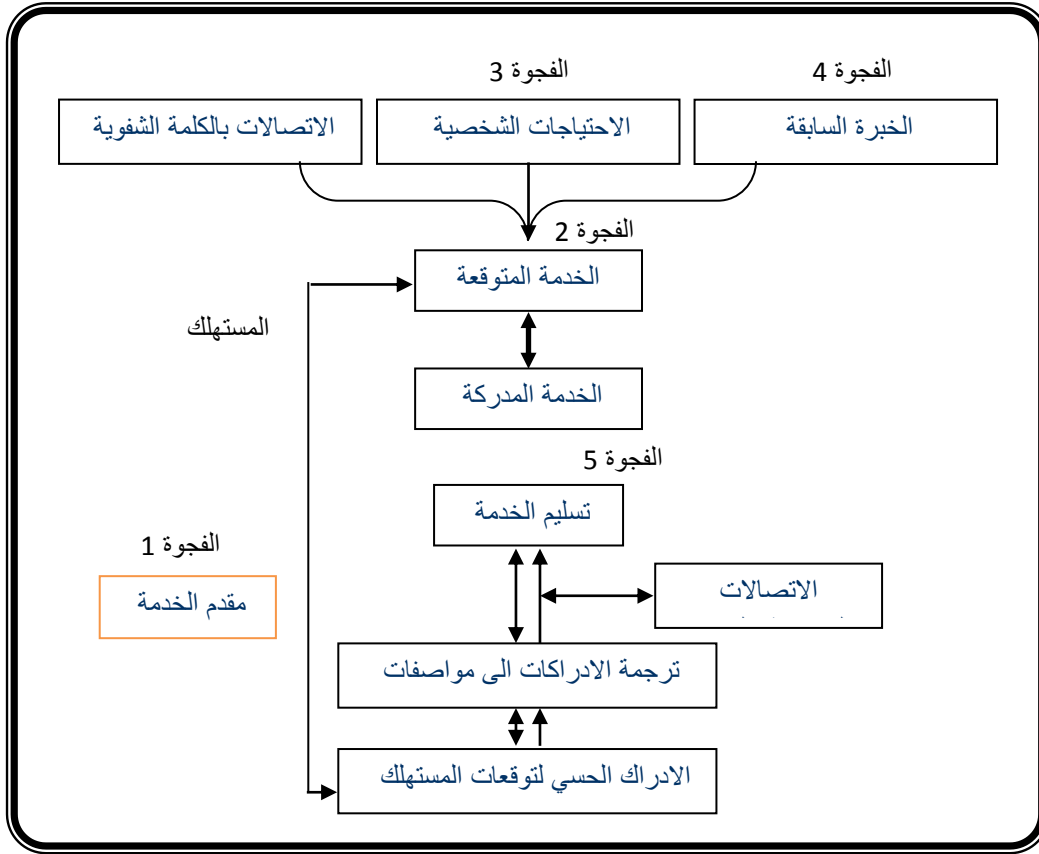 الفجوة 4
الفجوة 3
الخبرة السابقة
الاحتياجات الشخصية
الاتصالات بالكلمة الشفوية
الفجوة 2
الخدمة المتوقعة
المستهلك
الخدمة المدركة
الفجوة 5
تسليم الخدمة
الفجوة 1
مقدم الخدمة
الاتصالات
ترجمة الادراكات الى مواصفات
الادراك الحسي لتوقعات المستهلك